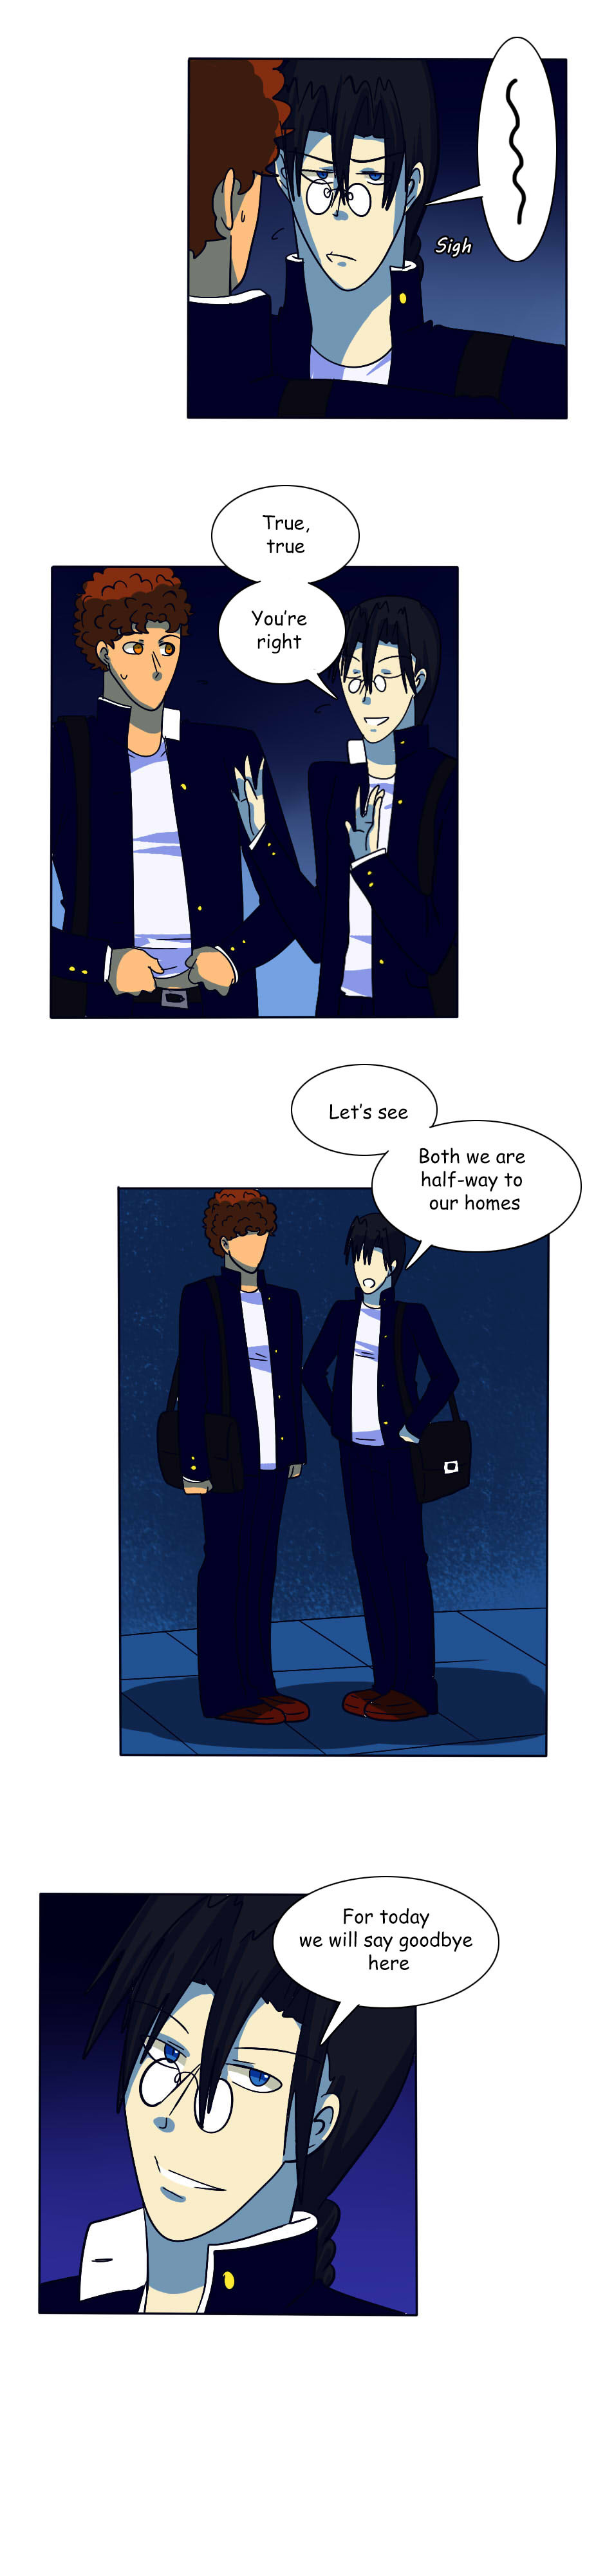 Sigh
True,
true
You're
right
Let's see
Both we are
half-way to
our homes
For today
we will say goodbye
here